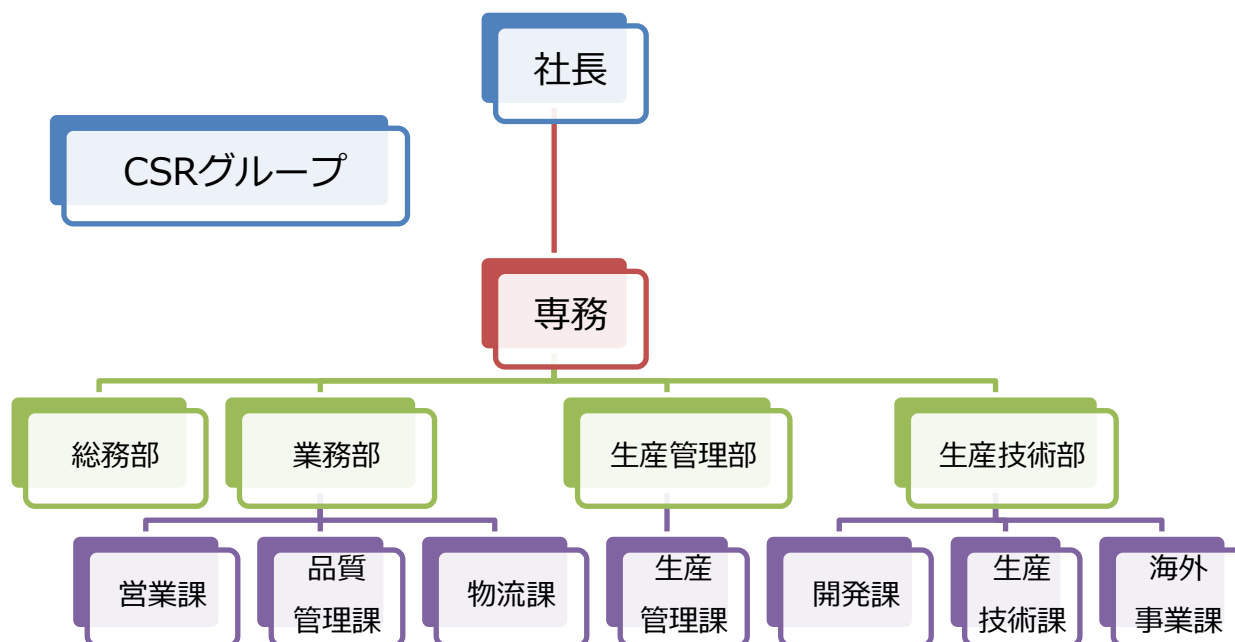 社長
CSRグループ
専務
総務部
業務部
生産管理部
生産技術部
営業課
品質
管理課
物流課
生産
管理課
開発課
生産
技術課
海外
事業課